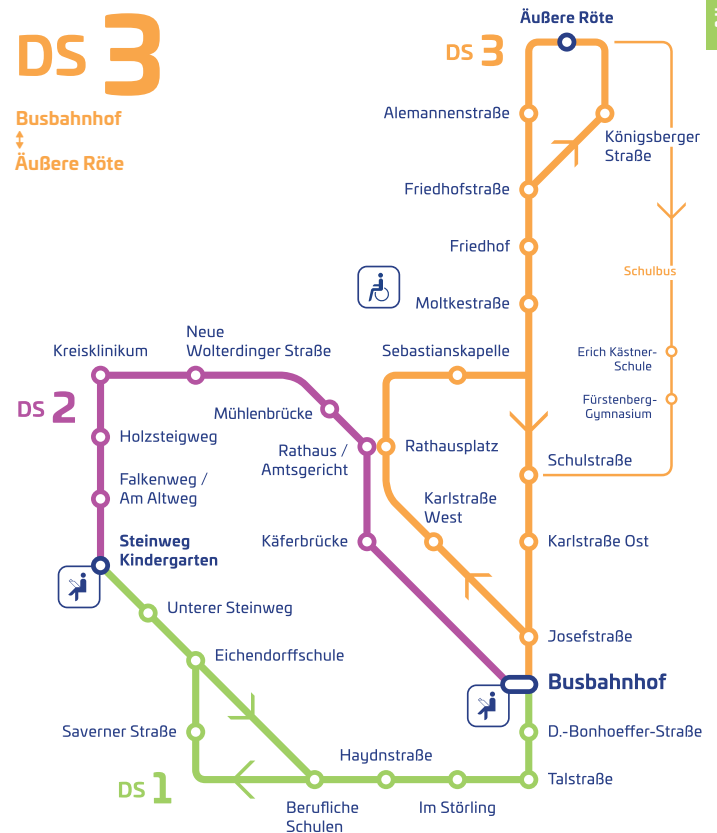 DS 3
Busbahnhof
Äußere Röte
Äußere Röte
DS 3
Alemannenstraße
Königsberger
Straße
Friedhofstraße
Friedhof
Schulbus
Moltkestraße
Neue
Wolterdinger Straße
Kreisklinikum
Sebastianskapelle
Erich Kästner-
Schule
DS 2
Fürstenberg-
Gymnasium
Mühlenbrücke
Holzsteigweg
Rathaus /
Amtsgericht
Rathausplatz
Schulstraße
Falkenweg /
Am Altweg
Karlstraße
West
Steinweg
Kindergarten
Käferbrücke
Karlstraße Ost
Unterer Steinweg
Josefstraße
Eichendorffschule
Busbahnhof
Saverner Straße
D.-Bonhoeffer-Straße
Haydnstraße
DS 1
Talstraße
Berufliche
Schulen
Im Störling